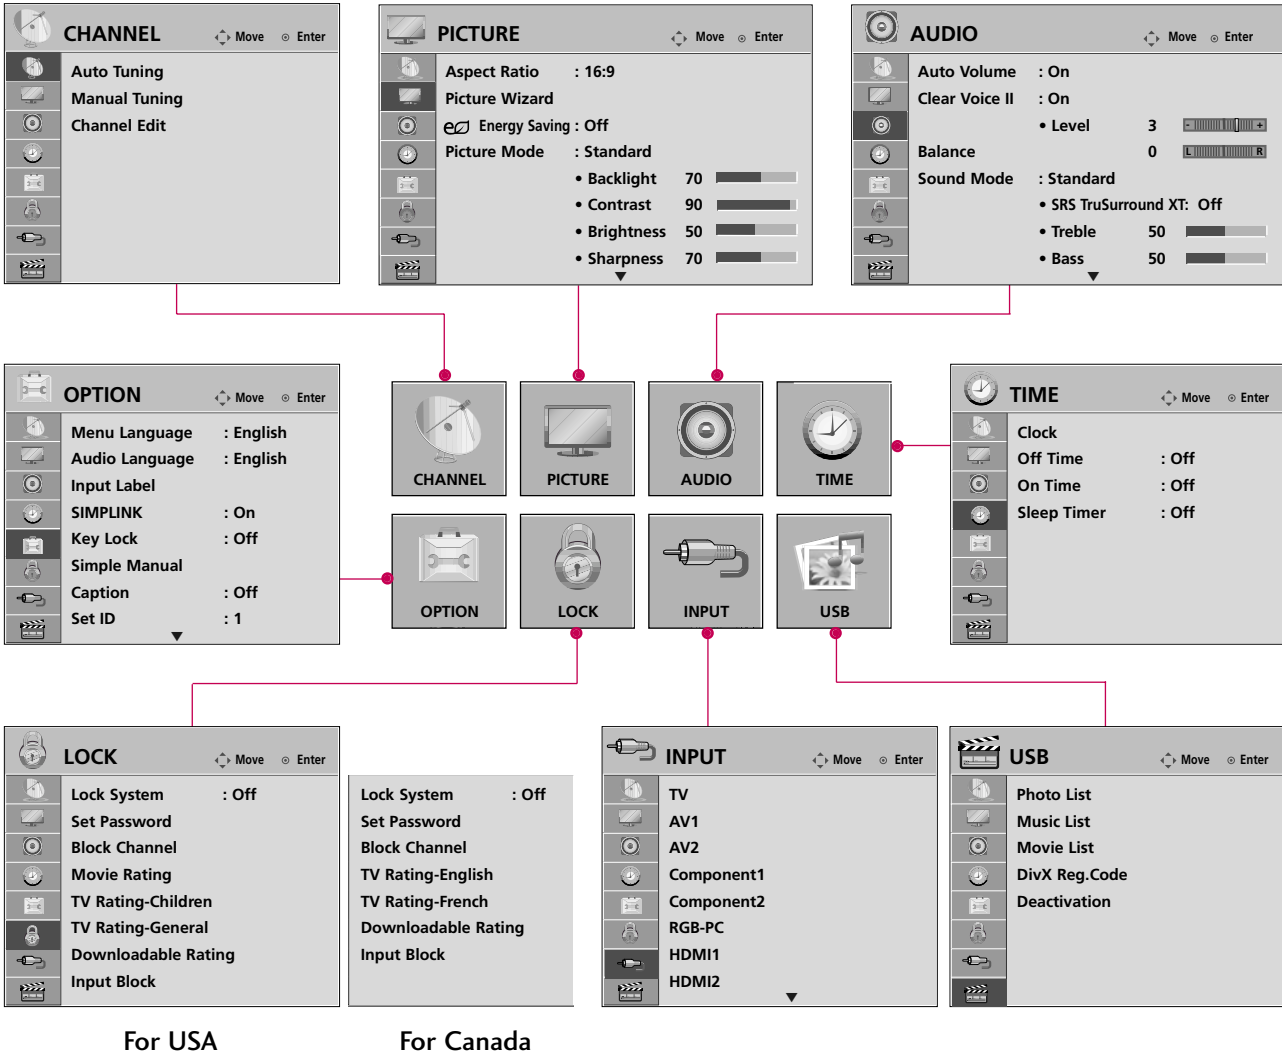 CHANNEL Move Enter
Auto Tuning
Manual Tuning
Channel Edit
PICTURE Move Enter
Aspect Ratio : 16:9
Picture Wizard
Energy Saving : Off
Picture Mode : Standard
• Backlight 70
• Contrast 90
• Brightness 50
• Sharpness 70
AUDIO Move Enter
Auto Volume : On
Clear Voice II : On
• Level 3 - +
Balance 0 L R
Sound Mode : Standard
• SRS TruSurround XT: Off
• Treble 50
• Bass 50
OPTION Move Enter
Menu Language : English
Audio Language : English
Input Label
SIMPLINK : On
Key Lock : Off
Simple Manual
Caption : Off
Set ID : 1
CHANNEL
PICTURE
AUDIO
TIME
OPTION
LOCK
INPUT
USB
TIME Move Enter
Clock
Off Time : Off
On Time : Off
Sleep Timer : Off
LOCK Move Enter
Lock System : Off
Set Password
Block Channel
Movie Rating
TV Rating-Children
TV Rating-General
Downloadable Rating
Input Block
For USA
Lock System : Off
Set Password
Block Channel
TV Rating-English
TV Rating-French
Downloadable Rating
Input Block
For Canada
INPUT Move Enter
TV
AV1
AV2
Component1
Component2
RGB-PC
HDMI1
HDMI2
USB Move Enter
Photo List
Music List
Movie List
DivX Reg.Code
Deactivation